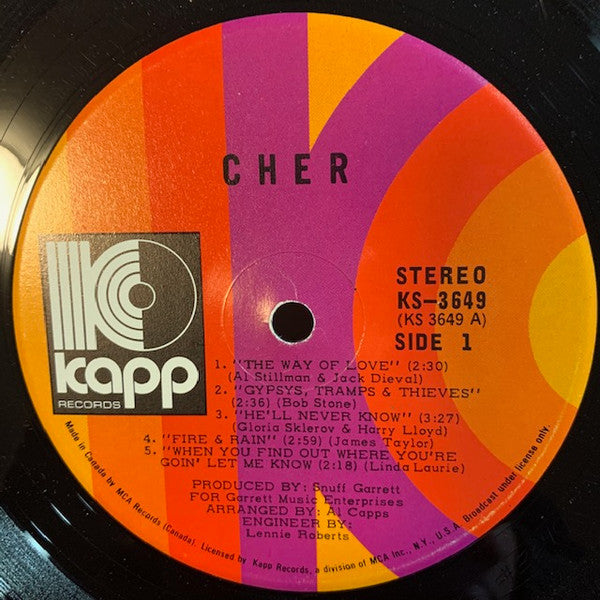 CHER
STEREO
KS-3649
(KS 3649 A)
SIDE 1
kapp
RECORDS
1. "THE WAY OF LOVE" (2:30)
(Al Stillman & Jack Dieval)
2. "GYPSYS, TRAMPS & THIEVES"
(2:36) (Bob Stone)
3. "HE'LL NEVER KNOW" (3:27)
(Gloria Sklerov & Harry Lloyd)
4. "FIRE & RAIN" (2:59) (James Taylor)
5. "WHEN YOU FIND OUT WHERE YOU'RE
GOIN' LET ME KNOW (2:18) (Linda Laurie)
PRODUCED BY: Snuff Garrett
FOR Garrett Music Enterprises
ARRANGED BY: Al Capps
ENGINEER BY:
Lennie Roberts
Made in Canada by MCA Records (Canada). Licensed by Kapp Records, a division of MCA Inc., N.Y., U.S.A. Broadcast under license only.